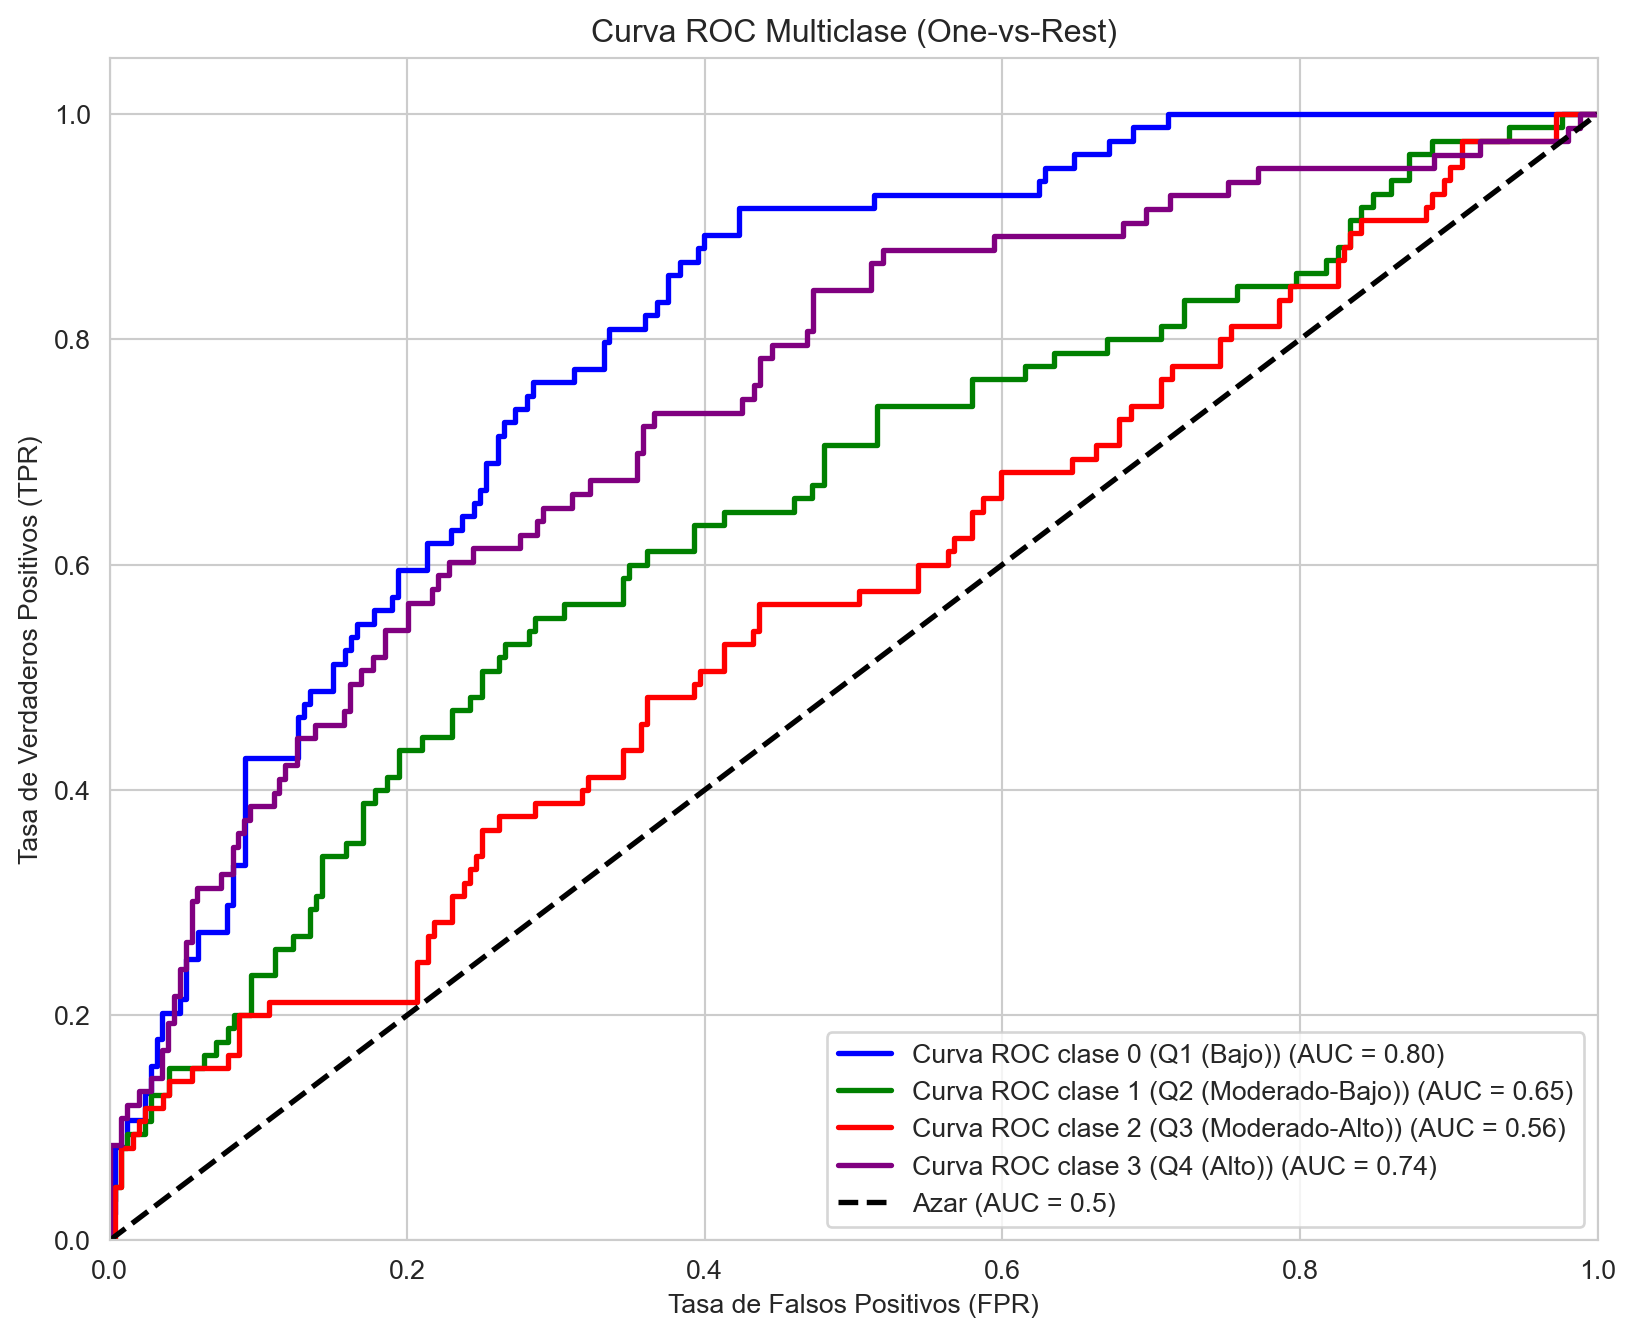 Curva ROC Multiclase (One-vs-Rest)
1.0
0.8
0.6
0.4
0.2
0.0
Tasa de Verdaderos Positivos (TPR)
Curva ROC clase 0 (Q1 (Bajo)) (AUC = 0.80)
Curva ROC clase 1 (Q2 (Moderado-Bajo)) (AUC = 0.65)
Curva ROC clase 2 (Q3 (Moderado-Alto)) (AUC = 0.56)
Curva ROC clase 3 (Q4 (Alto)) (AUC = 0.74)
Azar (AUC = 0.5)
0.0 0.2 0.4 0.6 0.8 1.0
Tasa de Falsos Positivos (FPR)